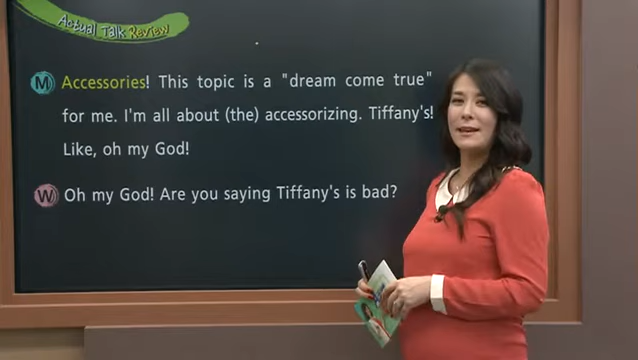 Actual Talk Review
M Accessories! This topic is a "dream come true"
for me. I'm all about (the) accessorizing. Tiffany's!
Like, oh my God!
W Oh my God! Are you saying Tiffany's is bad?